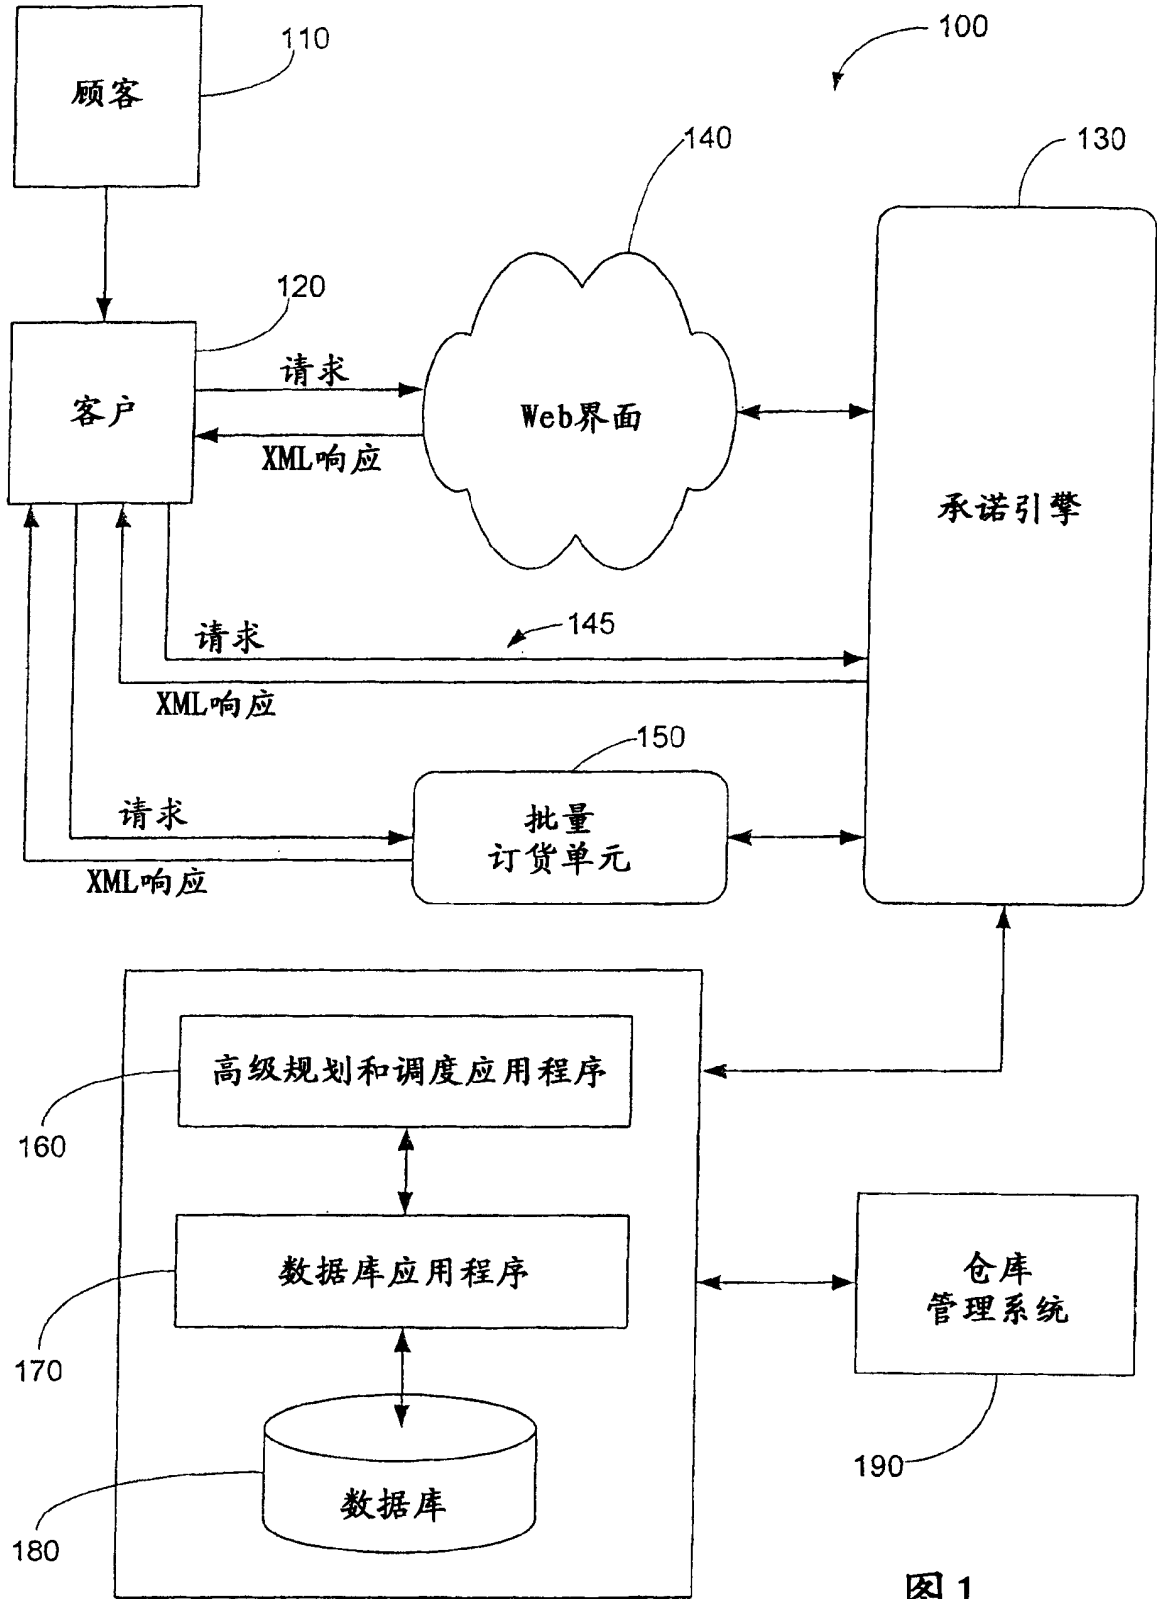 100
110
顾客
140
130
120
客户
请求
XML响应
Web界面
承诺引擎
请求
145
XML响应
150
请求
XML响应
批量
订货单元
高级规划和调度应用程序
160
数据库应用程序
170
仓库
管理系统
190
数据库
180
图1